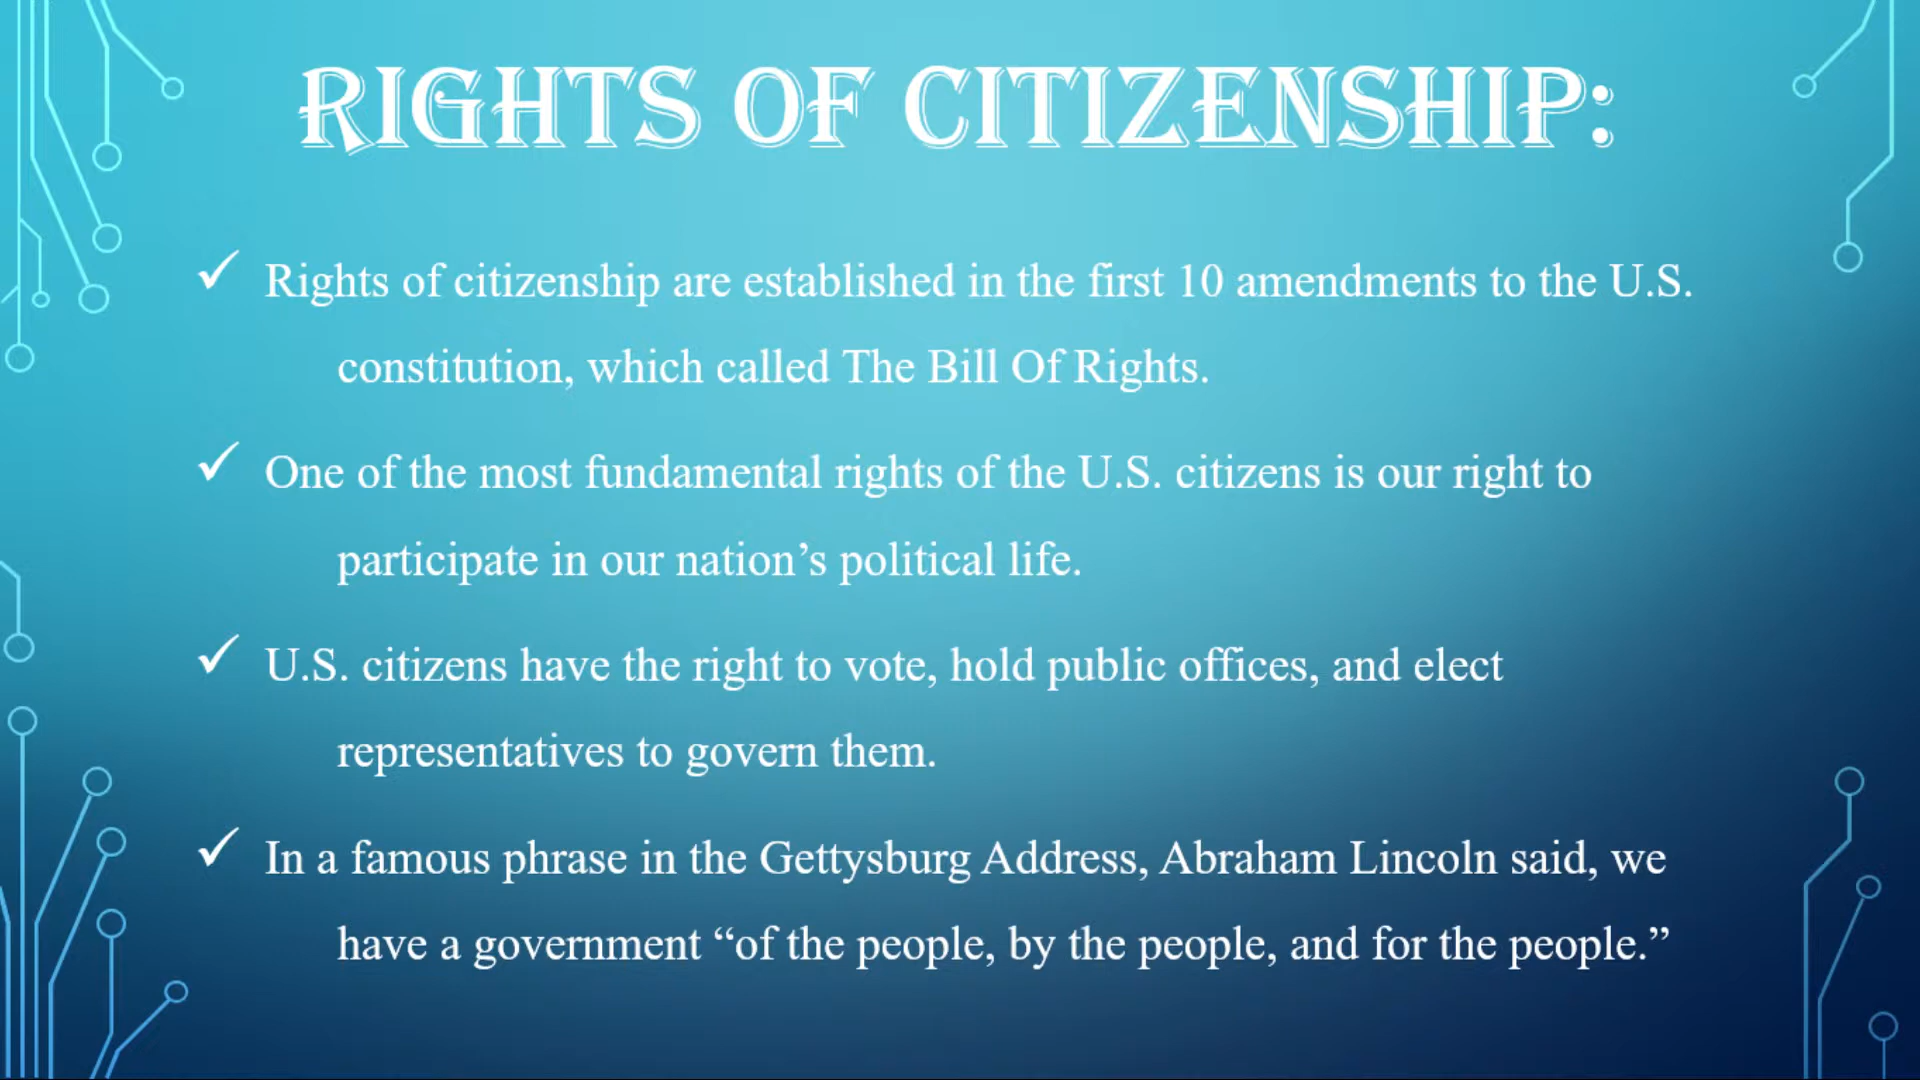 RIGHTS OF CITIZENSHIP:
✓ Rights of citizenship are established in the first 10 amendments to the U.S.
constitution, which called The Bill Of Rights.
✓ One of the most fundamental rights of the U.S. citizens is our right to
participate in our nation’s political life.
✓ U.S. citizens have the right to vote, hold public offices, and elect
representatives to govern them.
✓ In a famous phrase in the Gettysburg Address, Abraham Lincoln said, we
have a government “of the people, by the people, and for the people.”